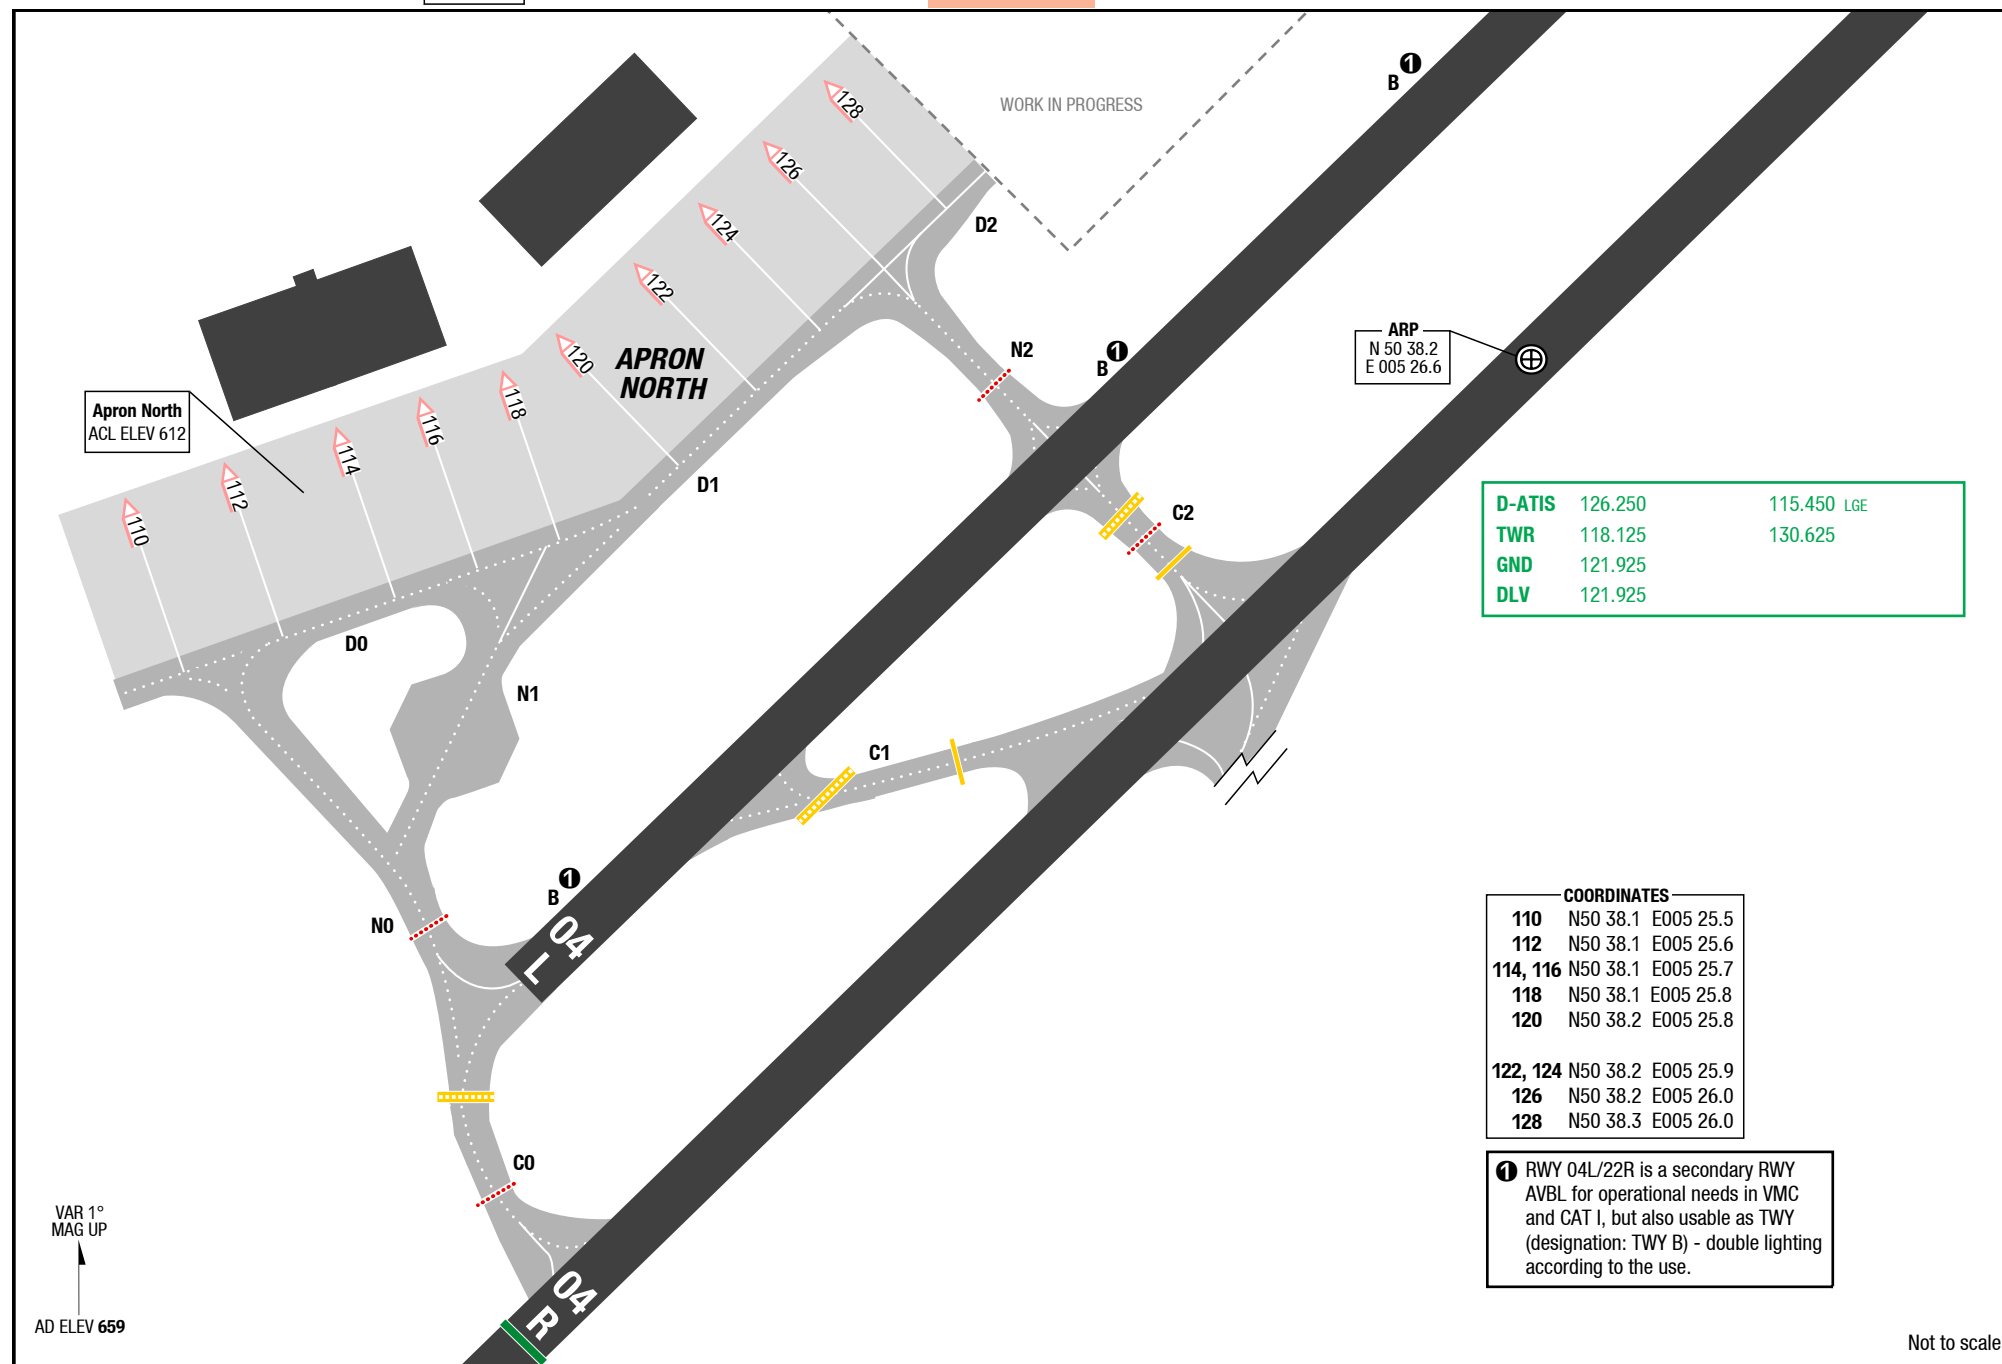 WORK IN PROGRESS
B 1
128
126
124
122
120
118
116
114
112
110
D2
APRON
NORTH
N2
B 1
ARP
N 50 38.2
E 005 26.6
Apron North
ACL ELEV 612
D1
C2
D-ATIS 126.250 115.450 LGE
TWR 118.125 130.625
GND 121.925
DLV 121.925
D0
N1
C1
B 1
N0
04
L
COORDINATES
110 N50 38.1 E005 25.5
112 N50 38.1 E005 25.6
114, 116 N50 38.1 E005 25.7
118 N50 38.1 E005 25.8
120 N50 38.2 E005 25.8
122, 124 N50 38.2 E005 25.9
126 N50 38.2 E005 26.0
128 N50 38.3 E005 26.0
C0
1 RWY 04L/22R is a secondary RWY
AVBL for operational needs in VMC
and CAT I, but also usable as TWY
(designation: TWY B) - double lighting
according to the use.
VAR 1°
MAG UP
04
R
AD ELEV 659
Not to scale